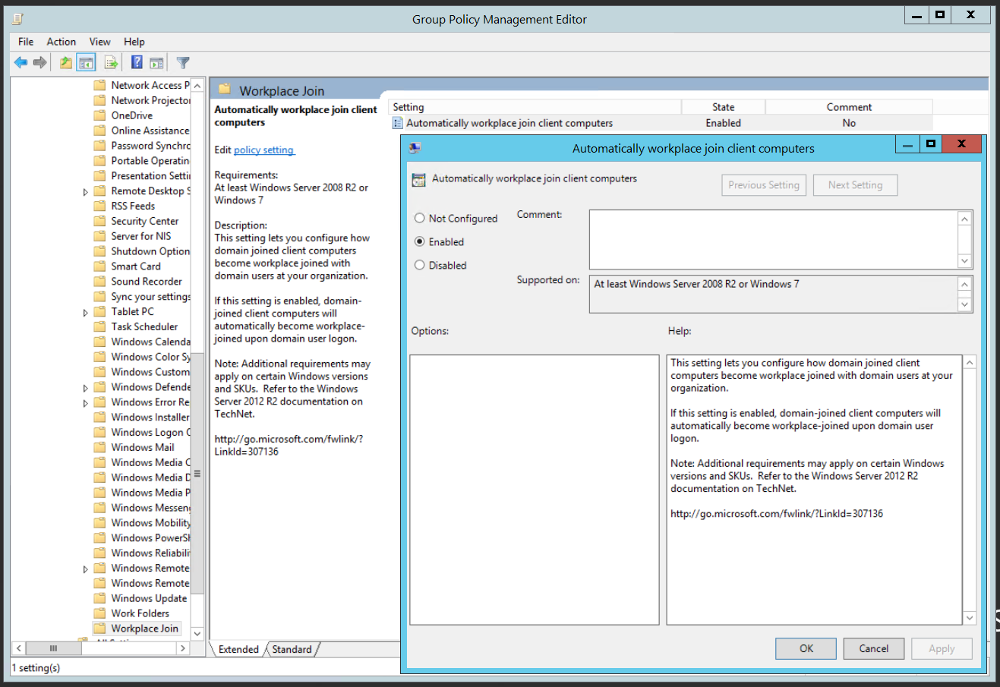 Group Policy Management Editor
File Action View Help
Network Access P
Network Projector
OneDrive
Online Assistance
Password Synchro
Portable Operatin
Presentation Setti
Remote Desktop S
RSS Feeds
Security Center
Server for NIS
Shutdown Option
Smart Card
Sound Recorder
Sync your settings
Tablet PC
Task Scheduler
Windows Calenda
Windows Color Sy
Windows Custom
Windows Defende
Windows Error Re
Windows Installer
Windows Logon O
Windows Mail
Windows Media C
Windows Media D
Windows Media P
Windows Messeng
Windows Mobility
Windows PowerSh
Windows Reliabilit
Windows Remote
Windows Remote
Windows Update
Work Folders
Workplace Join
Workplace Join
Automatically workplace join client
computers
Edit policy setting
Requirements:
At least Windows Server 2008 R2 or
Windows 7
Description:
This setting lets you configure how
domain joined client computers
become workplace joined with
domain users at your organization.
If this setting is enabled, domain-
joined client computers will
automatically become workplace-
joined upon domain user logon.
Note: Additional requirements may
apply on certain Windows versions
and SKUs. Refer to the Windows
Server 2012 R2 documentation on
TechNet.
http://go.microsoft.com/fwlink/?
LinkId=307136
Setting State Comment
Automatically workplace join client computers Enabled No
Automatically workplace join client computers
Automatically workplace join client computers
Previous Setting Next Setting
Not Configured
Enabled
Disabled
Comment:
Supported on:
At least Windows Server 2008 R2 or Windows 7
Options:
Help:
This setting lets you configure how domain joined client
computers become workplace joined with domain users at your
organization.
If this setting is enabled, domain-joined client computers will
automatically become workplace-joined upon domain user
logon.
Note: Additional requirements may apply on certain Windows
versions and SKUs. Refer to the Windows Server 2012 R2
documentation on TechNet.
http://go.microsoft.com/fwlink/?LinkId=307136
OK Cancel Apply
Extended Standard
1 setting(s)